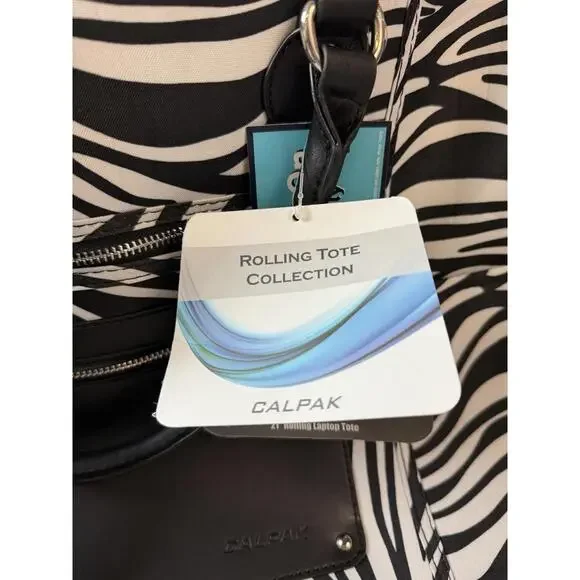 ROLLING TOTE
COLLECTION
CALPAK
21" Rolling Laptop Tote
CALPAK